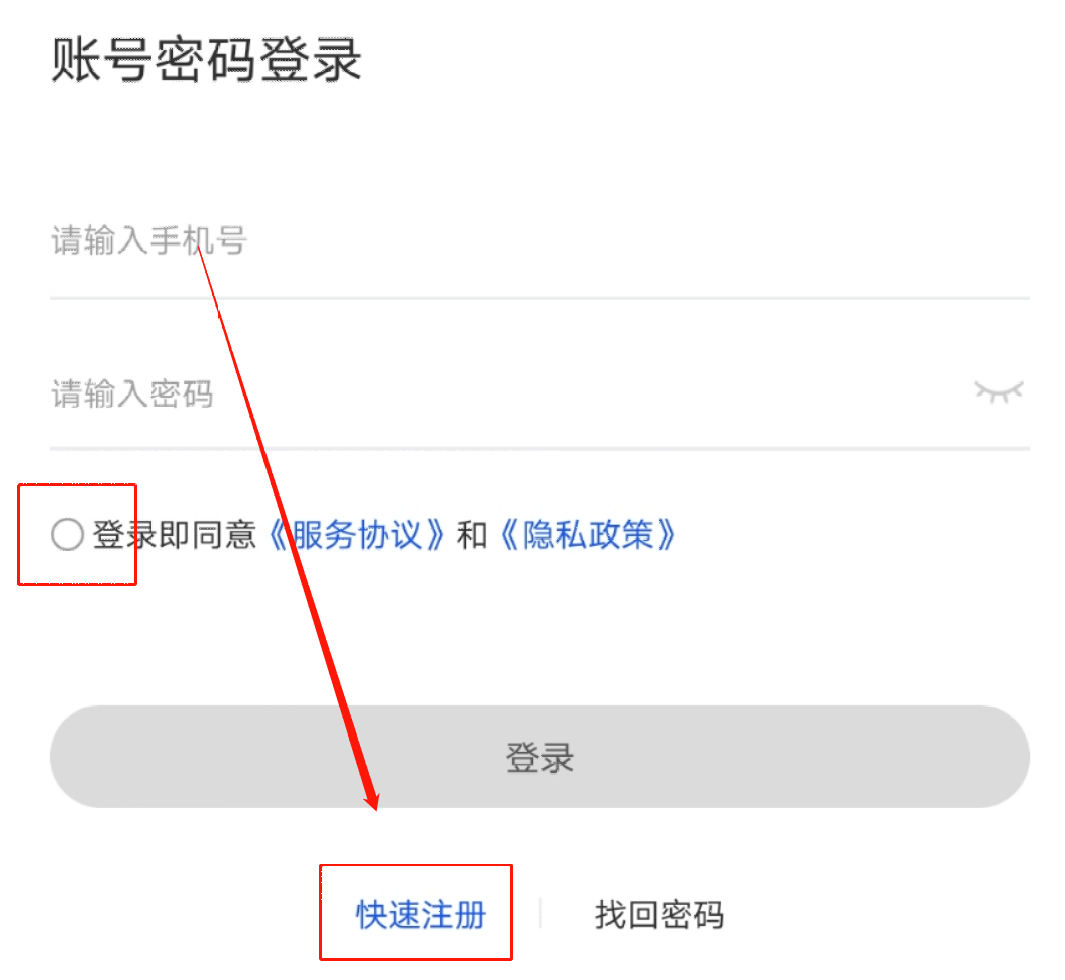 账号密码登录
请输入手机号
请输入密码
登录即同意《服务协议》和《隐私政策》
登录
快速注册 找回密码